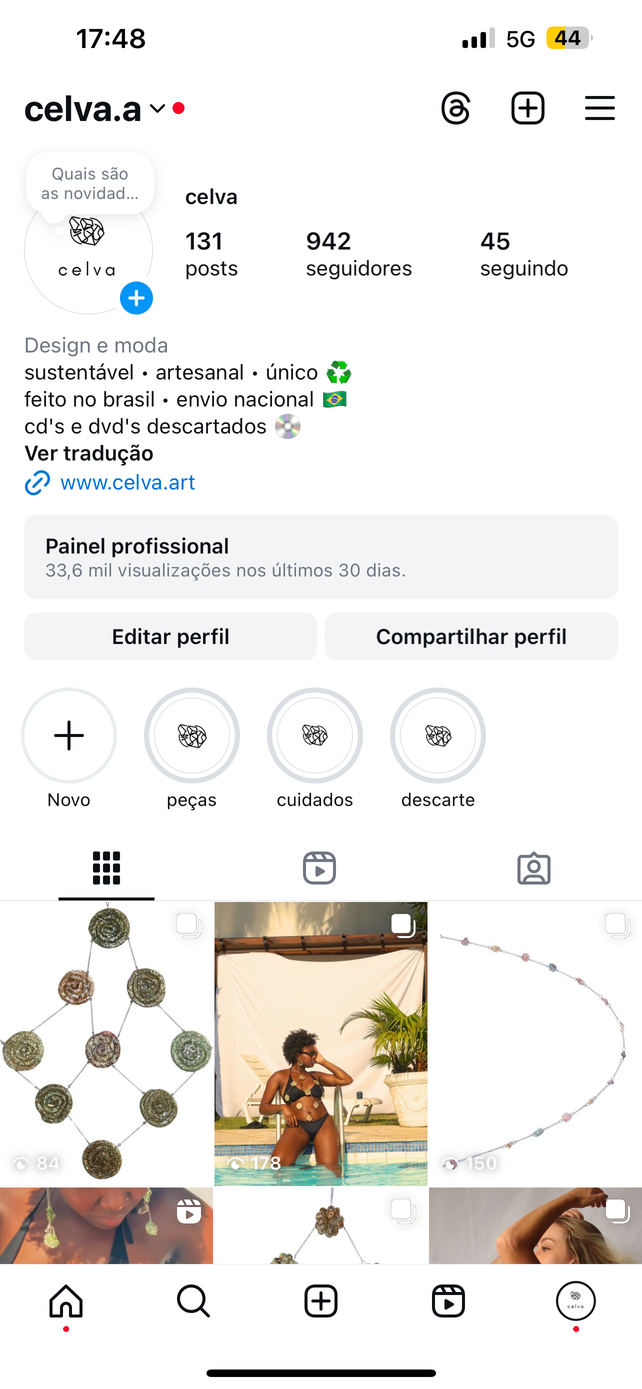 17:48
5G
44
celva.a
Quais são
as novidad...
celva
celva
131
942
45
posts
seguidores
seguindo
Design e moda
sustentável • artesanal • único ♻️
feito no brasil • envio nacional 🇧🇷
cd's e dvd's descartados 💿
Ver tradução
www.celva.art
Painel profissional
33,6 mil visualizações nos últimos 30 dias.
Editar perfil
Compartilhar perfil
Novo
peças
cuidados
descarte
84
178
150
celva